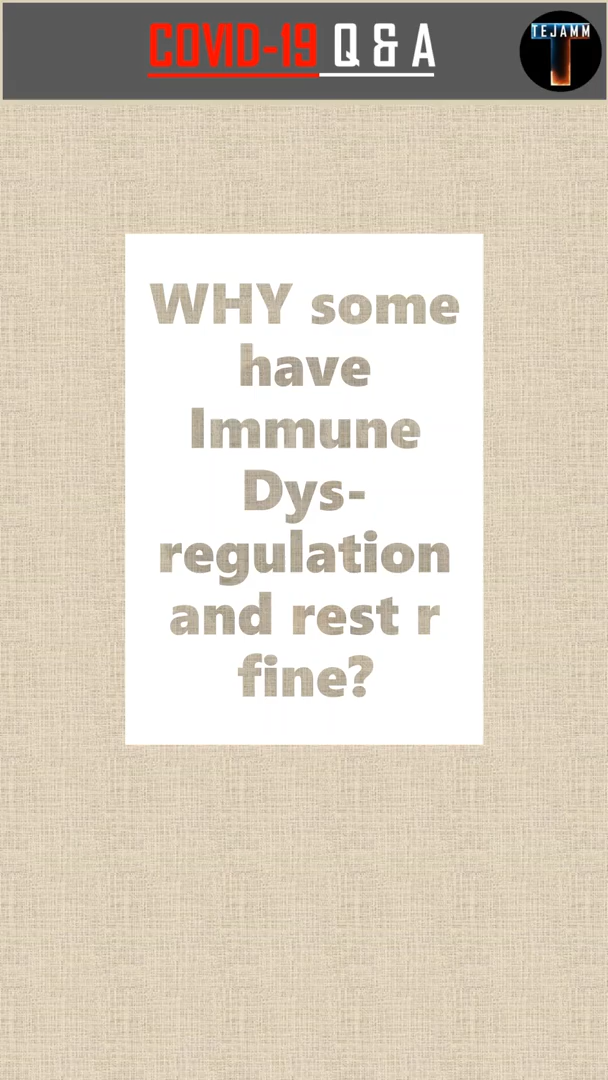 COVID-19 Q & A
TEJAMM
WHY some
have
Immune
Dys-
regulation
and rest r
fine?